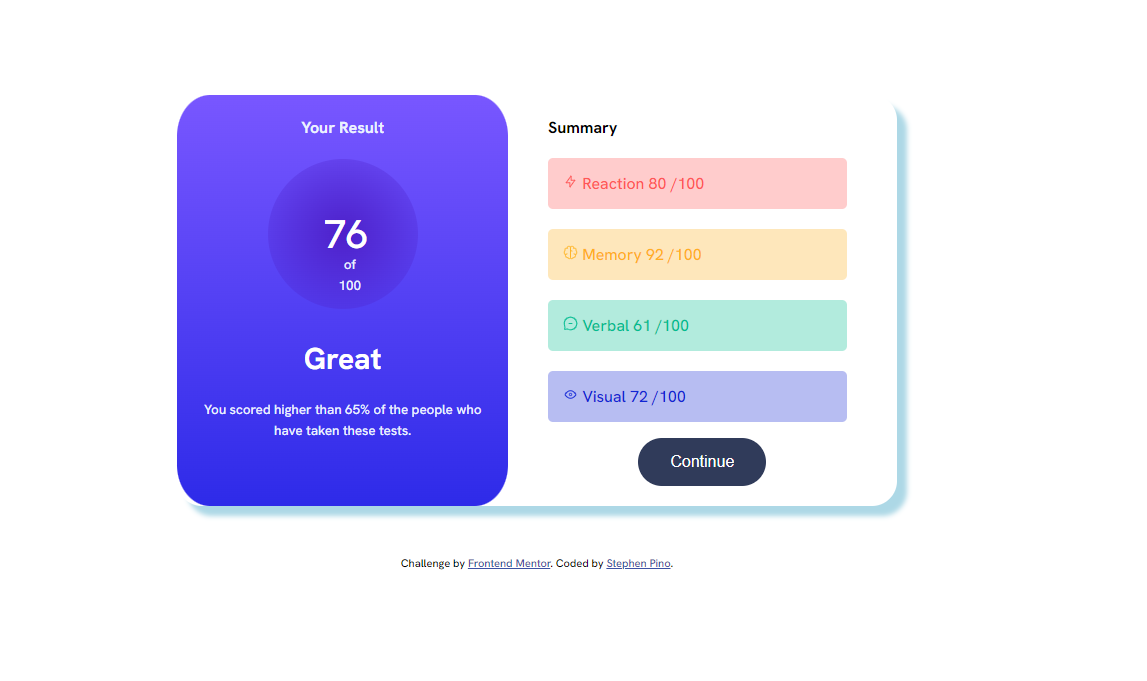 Your Result
76
of
100
Great
You scored higher than 65% of the people who
have taken these tests.
Summary
Reaction 80 /100
Memory 92 /100
Verbal 61 /100
Visual 72 /100
Continue
Challenge by Frontend Mentor. Coded by Stephen Pino.